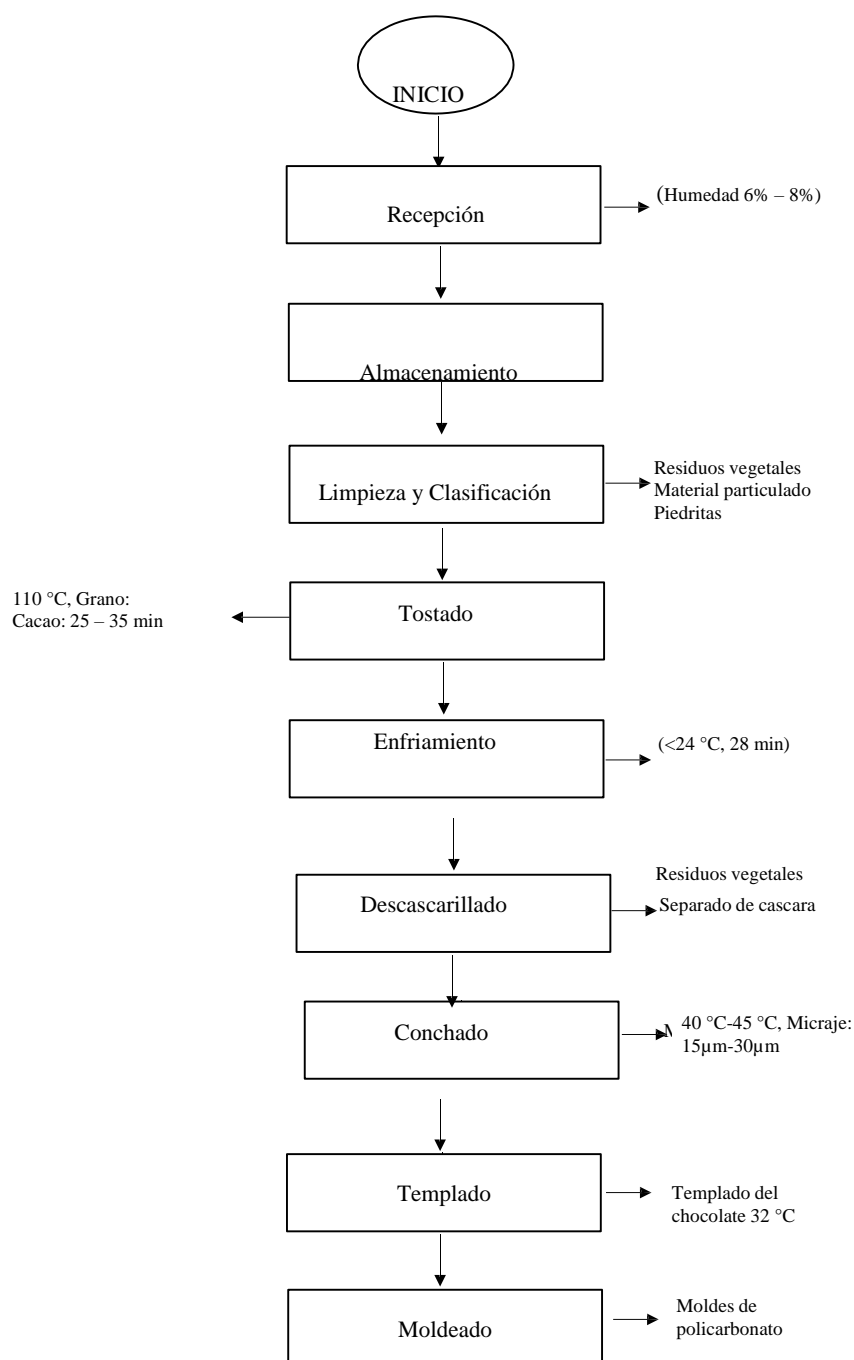 INICIO
Recepción
(Humedad 6% – 8%)
Almacenamiento
Limpieza y Clasificación
Residuos vegetales
Material particulado
Piedritas
Tostado
110 °C, Grano:
Cacao: 25 – 35 min
Enfriamiento
(<24 °C, 28 min)
Descascarillado
Residuos vegetales
Separado de cascara
Conchado
40 °C-45 °C, Micraje:
15µm-30µm
Templado
Templado del
chocolate 32 °C
Moldeado
Moldes de
policarbonato